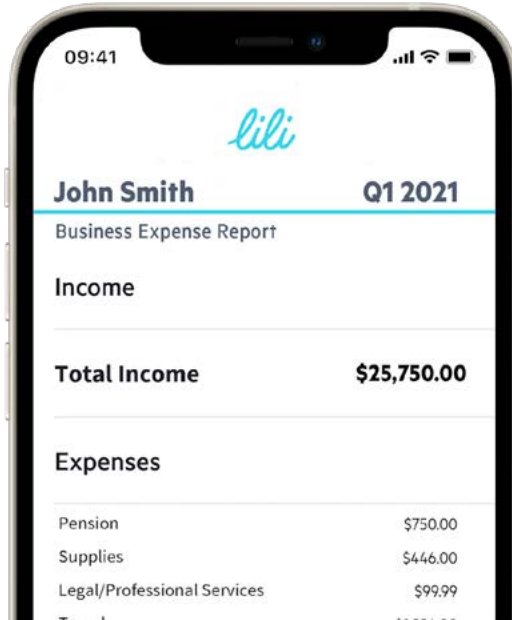 09:41
lili
John Smith Q1 2021
Business Expense Report
Income
Total Income $25,750.00
Expenses
Pension $750.00
Supplies $446.00
Legal/Professional Services $99.99